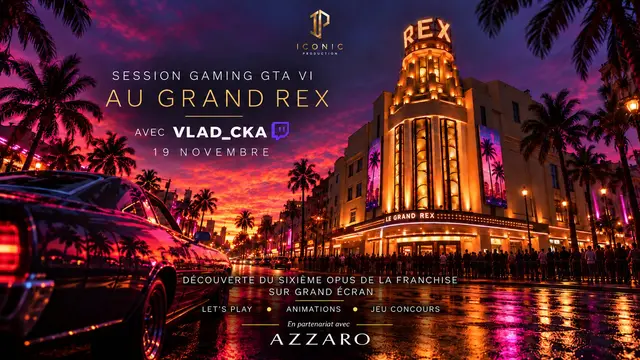 ICONIC
PRODUCTION
SESSION GAMING GTA VI
AU GRAND REX
AVEC VLAD_CKA
19 NOVEMBRE
REX
LE GRAND REX
DÉCOUVERTE DU SIXIÈME OPUS DE LA FRANCHISE
SUR GRAND ÉCRAN
LET'S PLAY • ANIMATIONS • JEU CONCOURS
En partenariat avec
AZZARO